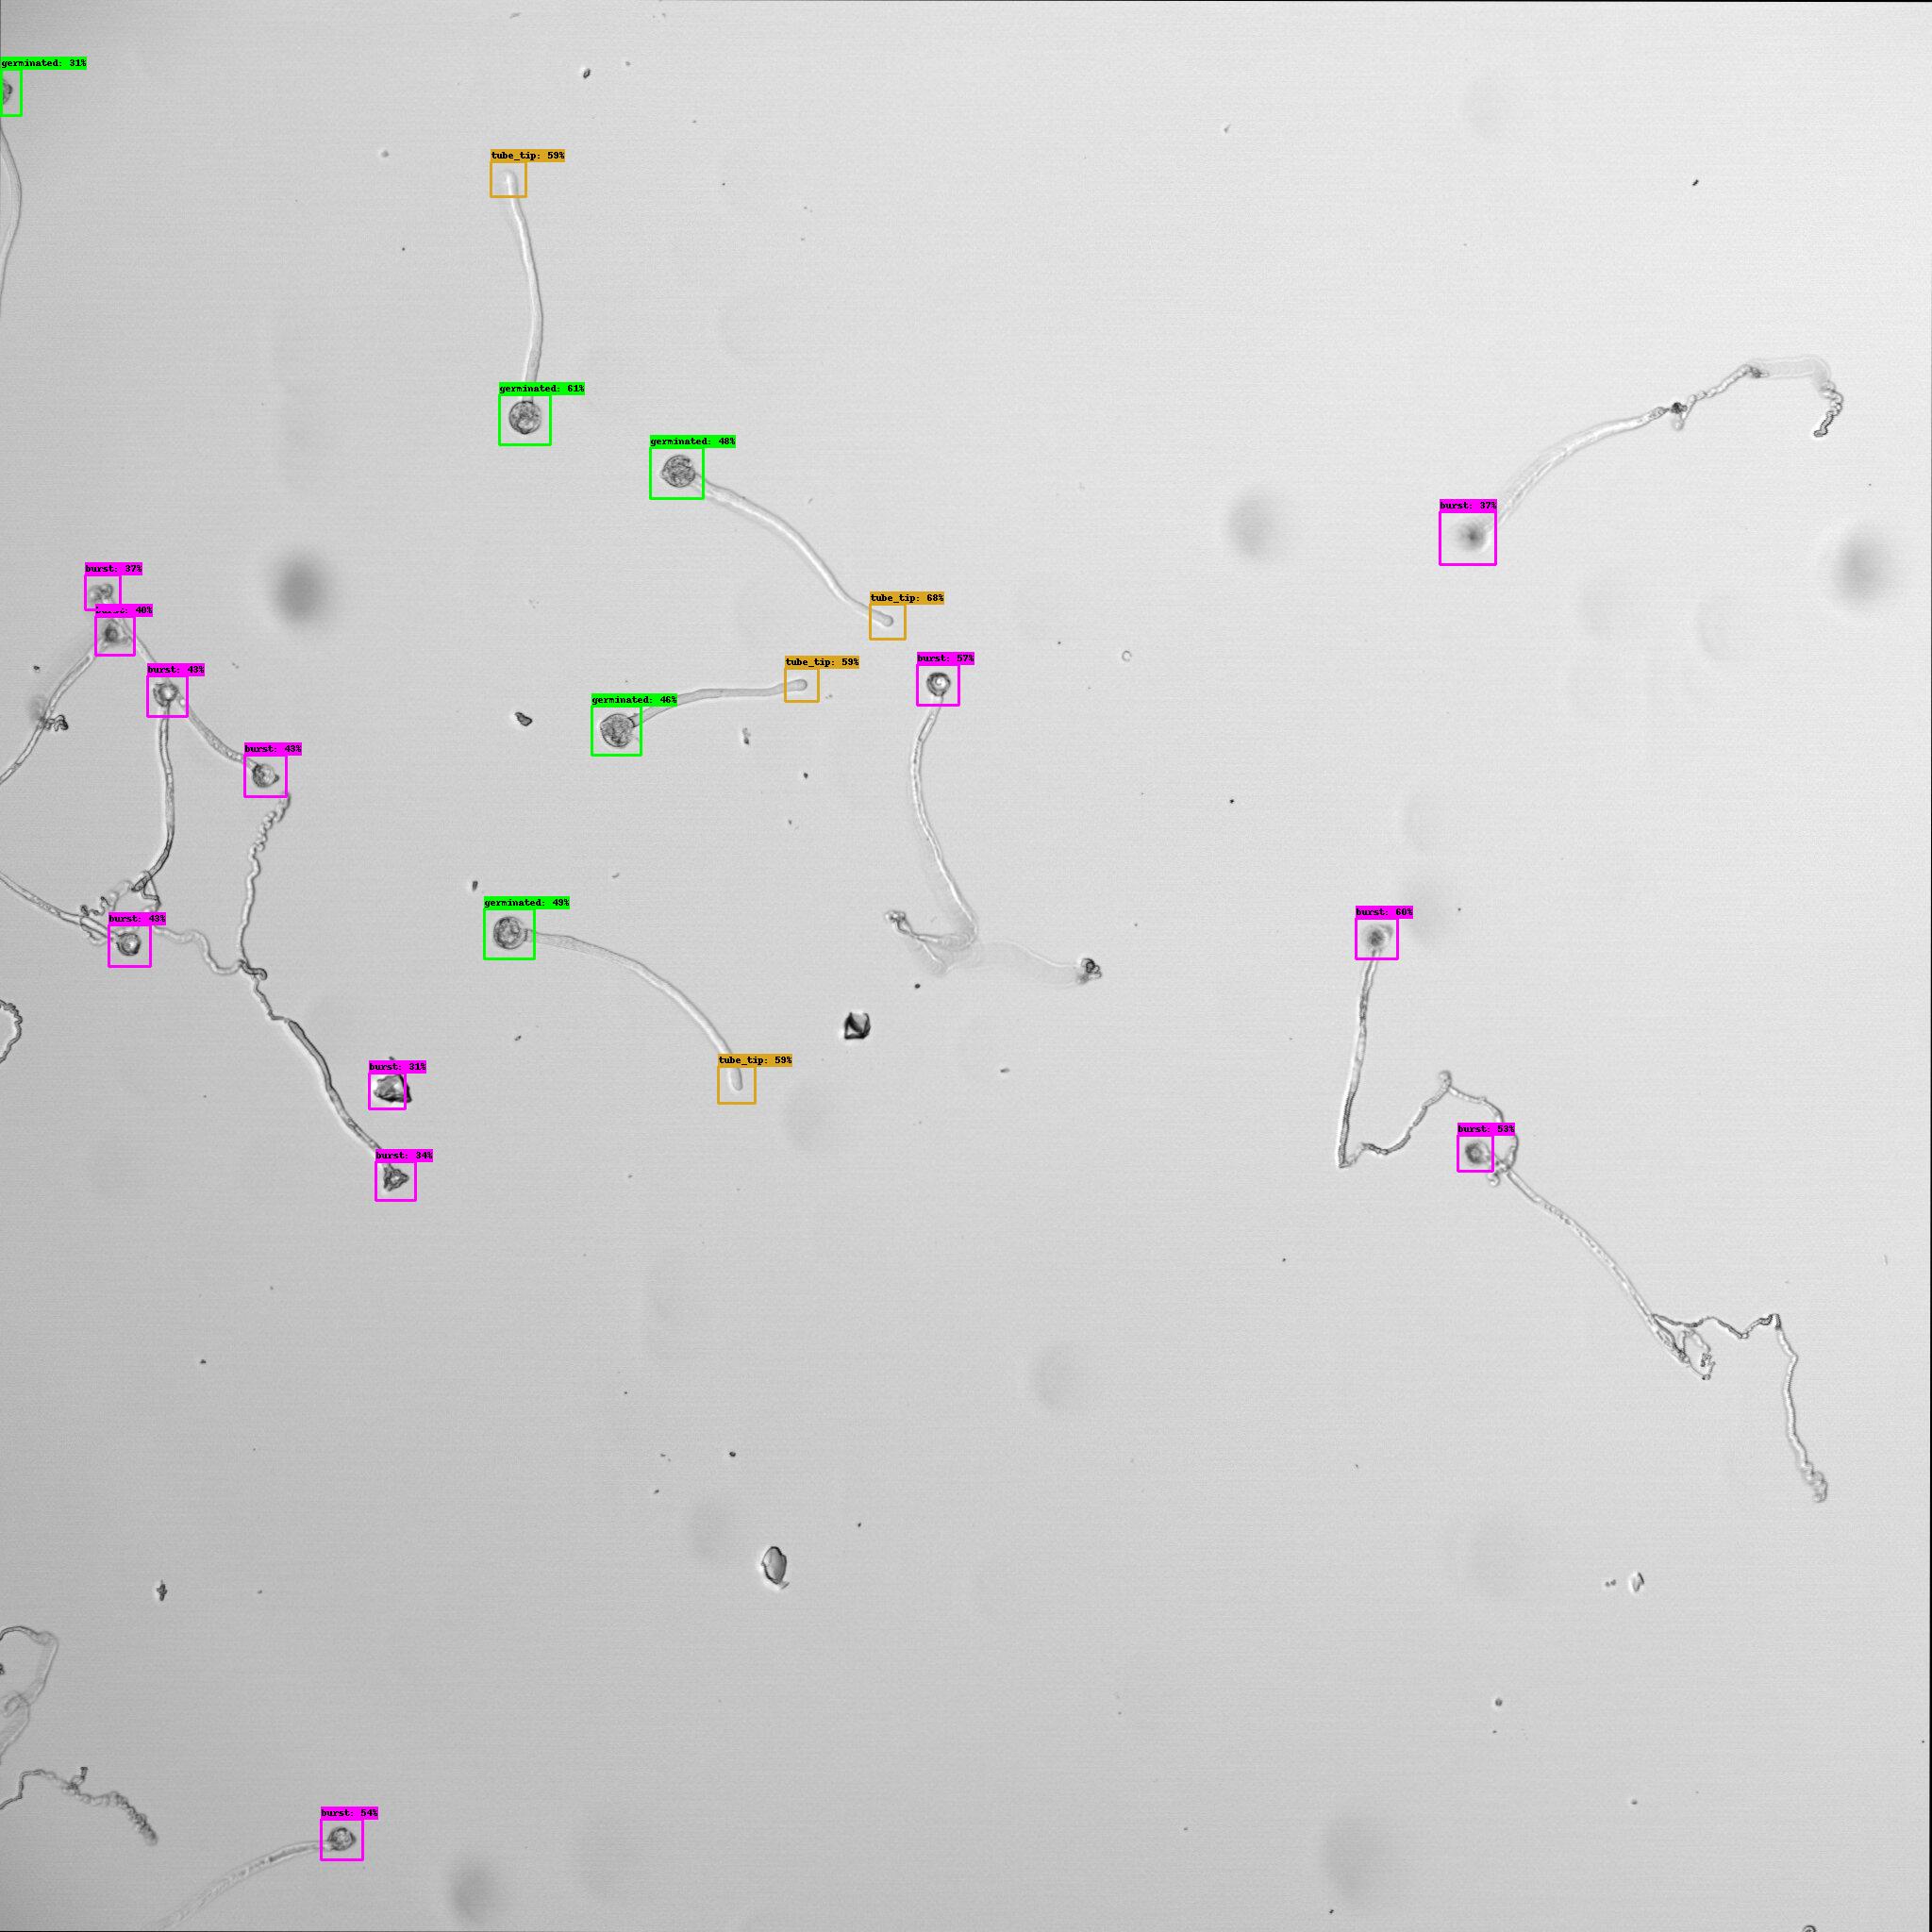 germinated: 31%
tube_tip: 59%
germinated: 61%
germinated: 48%
burst: 37%
burst: 37%
tube_tip: 68%
burst: 40%
burst: 57%
tube_tip: 59%
burst: 43%
germinated: 46%
burst: 43%
germinated: 49%
burst: 60%
burst: 43%
tube_tip: 59%
burst: 31%
burst: 53%
burst: 34%
burst: 54%